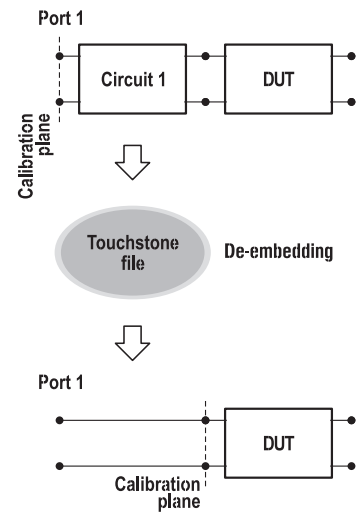 Port 1
Circuit 1
DUT
Calibration
plane
Touchstone
file
De-embedding
Port 1
DUT
Calibration
plane